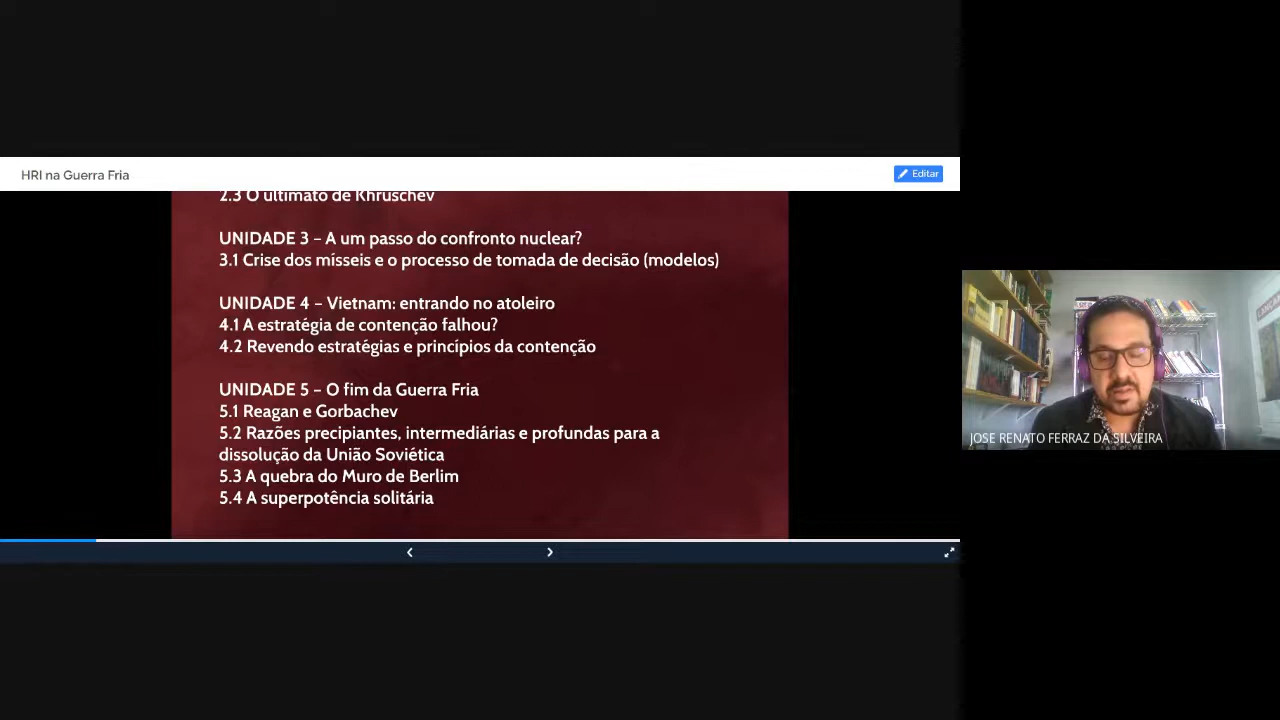 HRI na Guerra Fria
Editar
2.3 O ultimato de Khruschev
UNIDADE 3 – A um passo do confronto nuclear?
3.1 Crise dos mísseis e o processo de tomada de decisão (modelos)
UNIDADE 4 – Vietnam: entrando no atoleiro
4.1 A estratégia de contenção falhou?
4.2 Revendo estratégias e princípios da contenção
UNIDADE 5 – O fim da Guerra Fria
5.1 Reagan e Gorbachev
5.2 Razões precipiantes, intermediárias e profundas para a
dissolução da União Soviética
5.3 A quebra do Muro de Berlim
5.4 A superpotência solitária
JOSE RENATO FERRAZ DA SILVEIRA